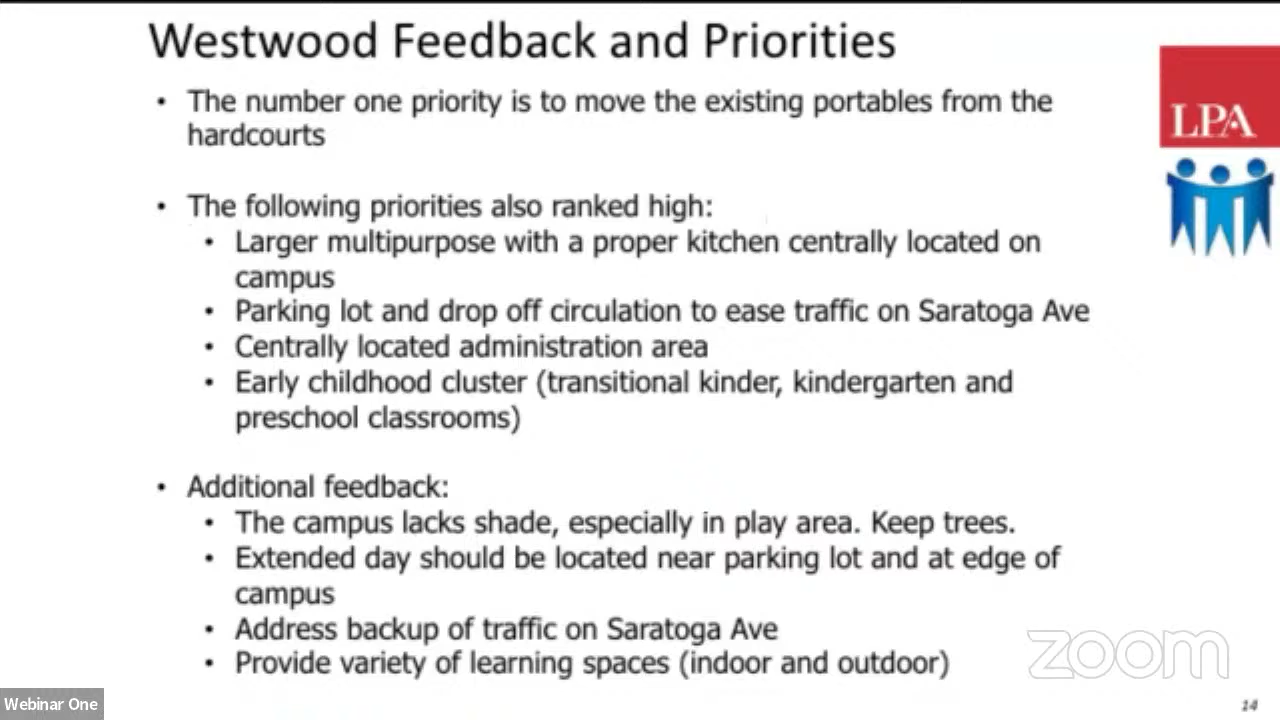 Westwood Feedback and Priorities
• The number one priority is to move the existing portables from the
hardcourts
• The following priorities also ranked high:
• Larger multipurpose with a proper kitchen centrally located on
campus
• Parking lot and drop off circulation to ease traffic on Saratoga Ave
• Centrally located administration area
• Early childhood cluster (transitional kinder, kindergarten and
preschool classrooms)
• Additional feedback:
• The campus lacks shade, especially in play area. Keep trees.
• Extended day should be located near parking lot and at edge of
campus
• Address backup of traffic on Saratoga Ave
• Provide variety of learning spaces (indoor and outdoor)
LPA
zoom
Webinar One
14